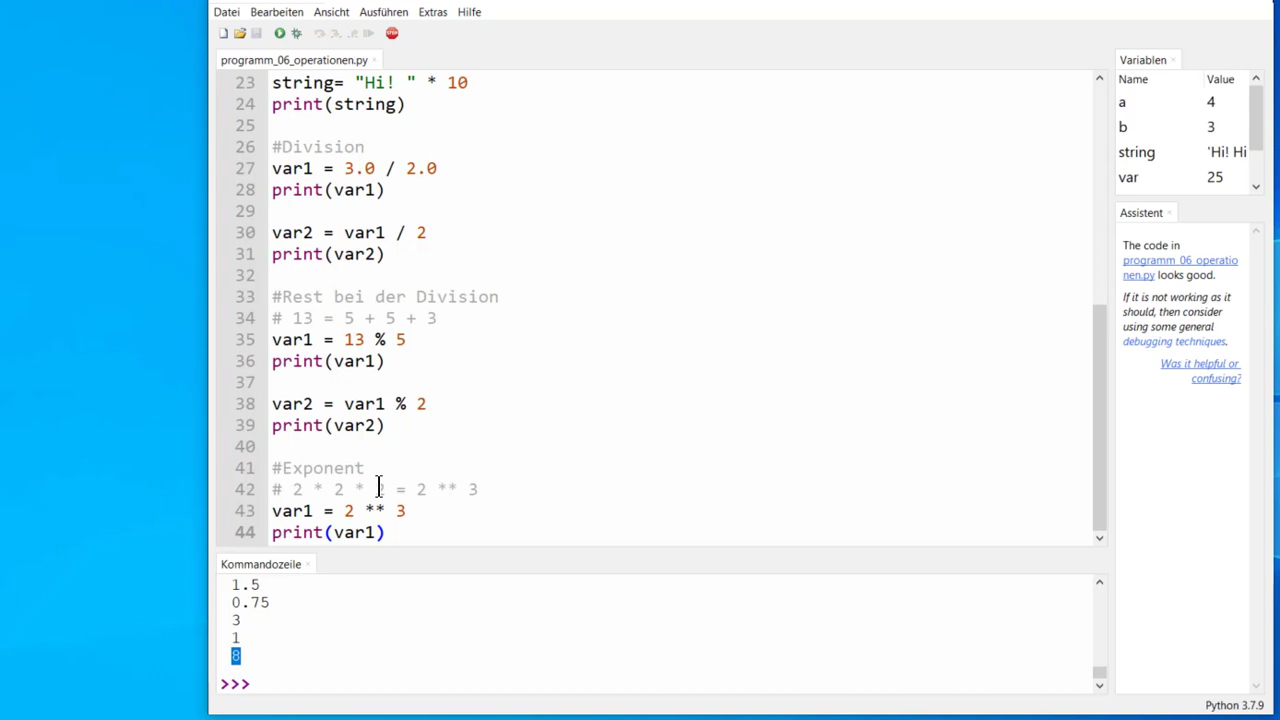 Datei Bearbeiten Ansicht Ausführen Extras Hilfe
programm_06_operationen.py
23 string= "Hi! " * 10
24 print(string)
25
26 #Division
27 var1 = 3.0 / 2.0
28 print(var1)
29
30 var2 = var1 / 2
31 print(var2)
32
33 #Rest bei der Division
34 # 13 = 5 + 5 + 3
35 var1 = 13 % 5
36 print(var1)
37
38 var2 = var1 % 2
39 print(var2)
40
41 #Exponent
42 # 2 * 2 * 2 = 2 ** 3
43 var1 = 2 ** 3
44 print(var1)
Kommandozeile
1.5
0.75
3
1
8
>>>
Variablen
Name Value
a 4
b 3
string 'Hi! Hi
var 25
Assistent
The code in
programm_06_operatio
nen.py looks good.
If it is not working as it
should, then consider
using some general
debugging techniques.
Was it helpful or
confusing?
Python 3.7.9